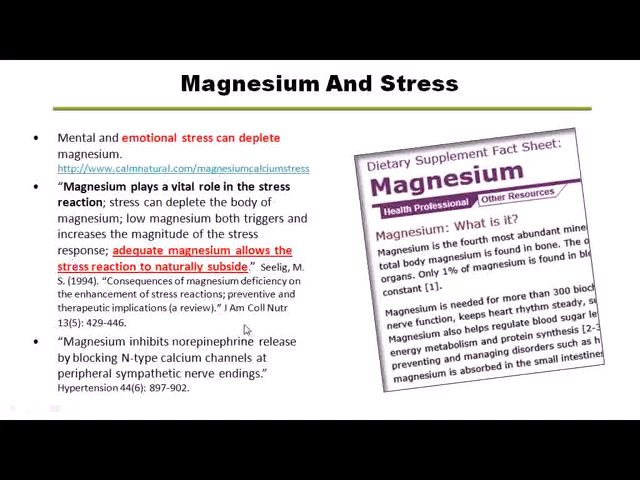 Magnesium And Stress
• Mental and emotional stress can deplete
magnesium.
http://www.calmnatural.com/magnesiumcalciumstress
• “Magnesium plays a vital role in the stress
reaction; stress can deplete the body of
magnesium; low magnesium both triggers and
increases the magnitude of the stress
response; adequate magnesium allows the
stress reaction to naturally subside.” Seelig, M.
S. (1994). “Consequences of magnesium deficiency on
the enhancement of stress reactions; preventive and
therapeutic implications (a review).” J Am Coll Nutr
13(5): 429-446.
• “Magnesium inhibits norepinephrine release
by blocking N-type calcium channels at
peripheral sympathetic nerve endings.”
Hypertension 44(6): 897-902.
Dietary Supplement Fact Sheet:
Magnesium
Health Professional Other Resources
Magnesium: What is it?
Magnesium is the fourth most abundant mine
total body magnesium is found in bone. The o
organs. Only 1% of magnesium is found in bl
constant [1].
Magnesium is needed for more than 300 bioch
nerve function, keeps heart rhythm steady, s
Magnesium also helps regulate blood sugar le
energy metabolism and protein synthesis [2-3
preventing and managing disorders such as h
magnesium is absorbed in the small intestines